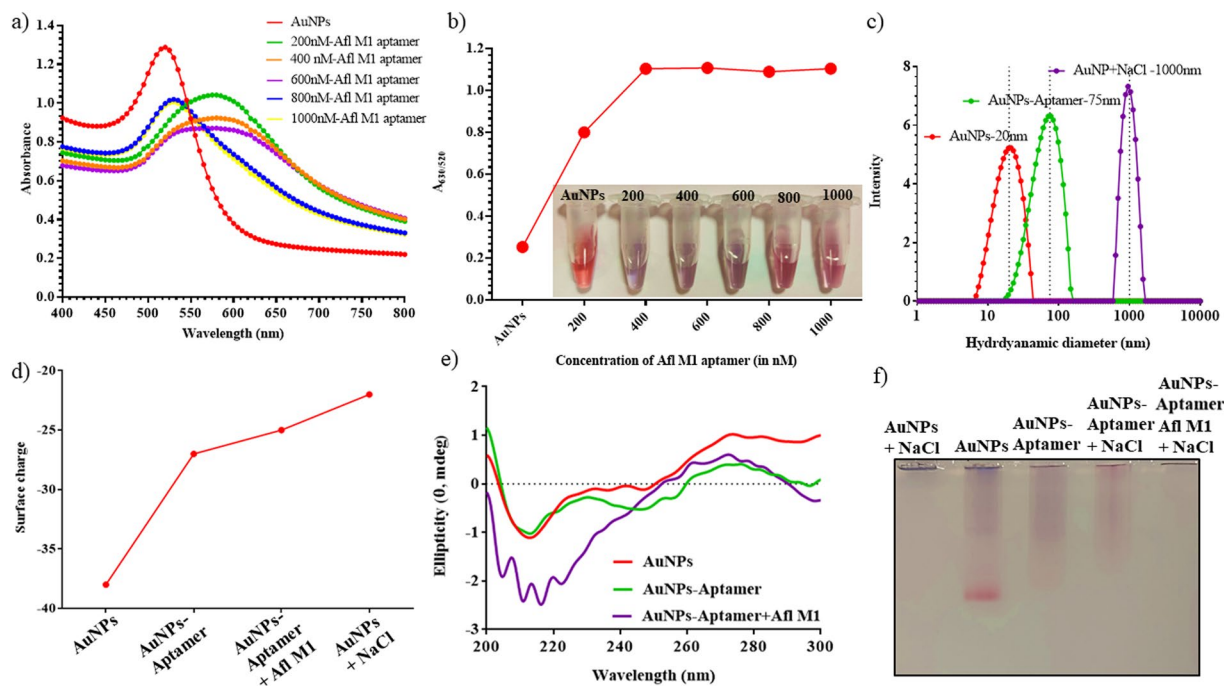 a)
AuNPs
200nM-Afl M1 aptamer
400 nM-Afl M1 aptamer
600nM-Afl M1 aptamer
800nM-Afl M1 aptamer
1000nM-Afl M1 aptamer
Absorbance
1.4
1.2
1.0
0.8
0.6
0.4
0.2
0.0
400 450 500 550 600 650 700 750 800
Wavelength (nm)
b)
A630/520
1.2
1.0
0.8
0.6
0.4
0.2
0.0
AuNPs 200 400 600 800 1000
AuNPs 200 400 600 800 1000
Concentration of Afl M1 aptamer (in nM)
c)
Intensity
8
6
4
2
0
AuNP+NaCl -1000nm
AuNPs-Aptamer-75nm
AuNPs-20nm
1 10 100 1000 10000
Hydrdyanamic diameter (nm)
d)
Surface charge
-20
-25
-30
-35
-40
AuNPs
AuNPs-
Aptamer
AuNPs-
Aptamer
+ Afl M1
AuNPs
+ NaCl
e)
Ellipticity (θ, mdeg)
2
1
0
-1
-2
-3
AuNPs
AuNPs-Aptamer
AuNPs-Aptamer+Afl M1
200 220 240 260 280 300
Wavelength (nm)
f)
AuNPs
+ NaCl
AuNPs
AuNPs-
Aptamer
AuNPs-
Aptamer
+ NaCl
AuNPs-
Aptamer
Afl M1
+ NaCl